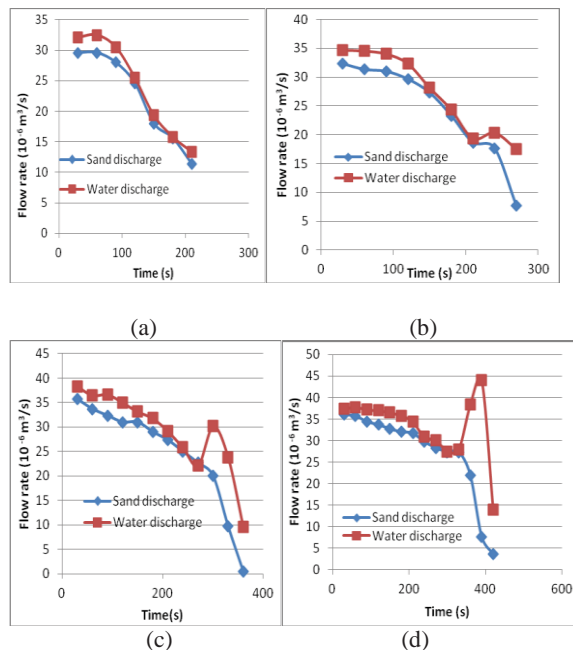 35
30
25
20
15
10
5
0
Flow rate (10⁻⁶ m³/s)
Sand discharge
Water discharge
0 100 200 300
Time (s)
(a)
40
35
30
25
20
15
10
5
0
Flow rate (10⁻⁶ m³/s)
Sand discharge
Water discharge
0 100 200 300
Time (s)
(b)
45
40
35
30
25
20
15
10
5
0
Flow rate (10⁻⁶ m³/s)
Sand discharge
Water discharge
0 200 400
Time(s)
(c)
50
45
40
35
30
25
20
15
10
5
0
Flow rate (10⁻⁶ m³/s)
Sand discharge
Water discharge
0 200 400 600
Time (s)
(d)